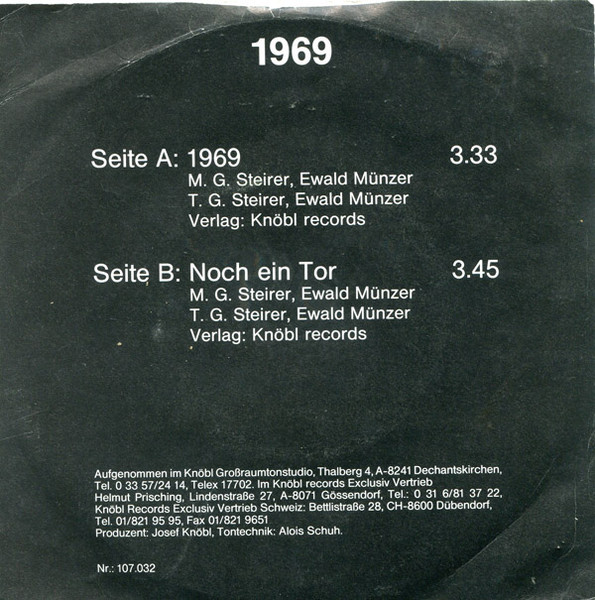 1969
Seite A: 1969 3.33
M. G. Steirer, Ewald Münzer
T. G. Steirer, Ewald Münzer
Verlag: Knöbl records
Seite B: Noch ein Tor 3.45
M. G. Steirer, Ewald Münzer
T. G. Steirer, Ewald Münzer
Verlag: Knöbl records
Aufgenommen im Knöbl Großraumtonstudio, Thalberg 4, A-8241 Dechantskirchen,
Tel. 0 33 57/24 14, Telex 17702. Im Knöbl records Exclusiv Vertrieb
Helmut Prisching, Lindenstraße 27, A-8071 Gössendorf, Tel.: 0 31 6/81 37 22,
Knöbl Records Exclusiv Vertrieb Schweiz: Bettlistraße 28, CH-8600 Dübendorf,
Tel. 01/821 95 95, Fax 01/821 9651
Produzent: Josef Knöbl, Tontechnik: Alois Schuh.
Nr.: 107.032